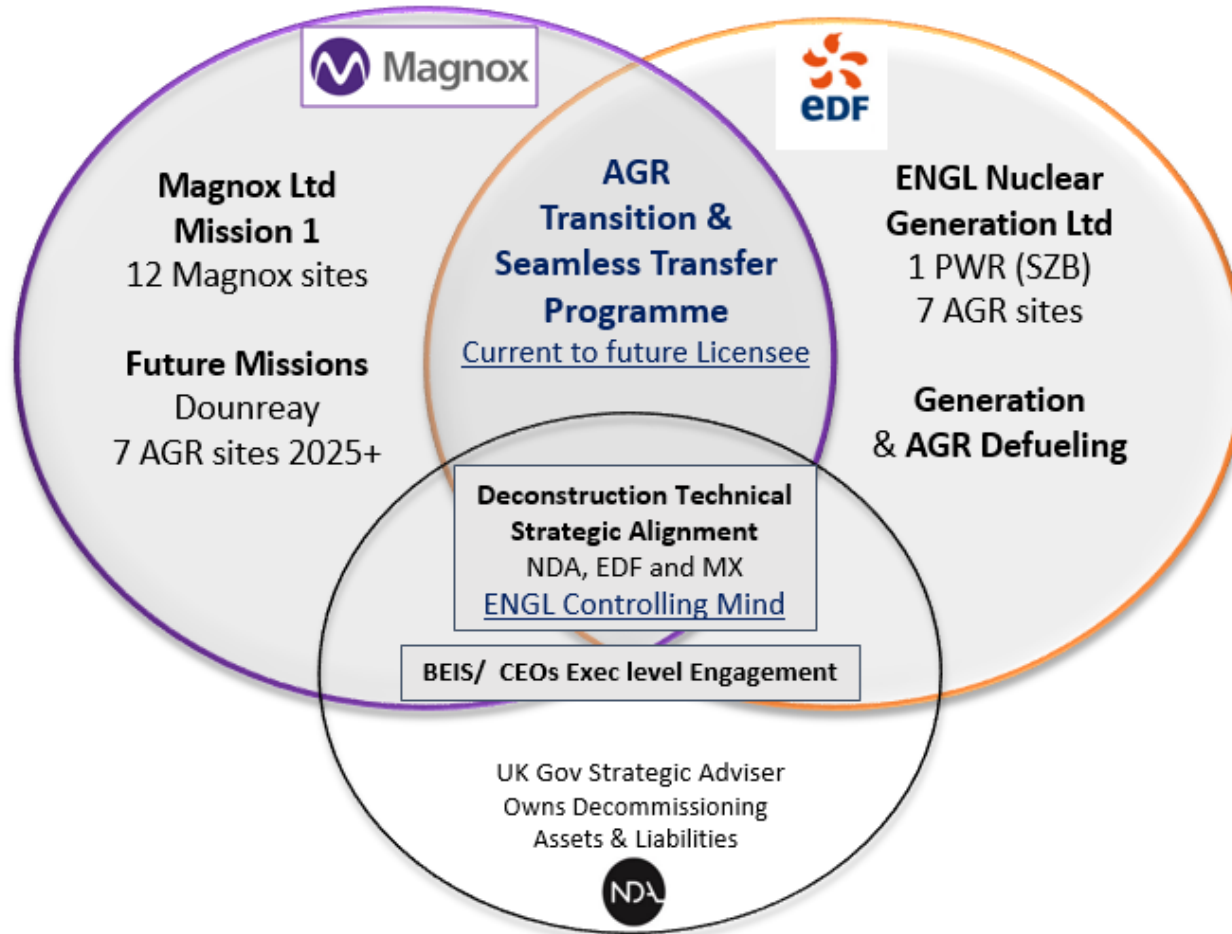 Magnox
eDF
Magnox Ltd
Mission 1
12 Magnox sites
Future Missions
Dounreay
7 AGR sites 2025+
AGR
Transition &
Seamless Transfer
Programme
Current to future Licensee
ENGL Nuclear
Generation Ltd
1 PWR (SZB)
7 AGR sites
Generation
& AGR Defueling
Deconstruction Technical
Strategic Alignment
NDA, EDF and MX
ENGL Controlling Mind
BEIS/ CEOs Exec level Engagement
UK Gov Strategic Adviser
Owns Decommissioning
Assets & Liabilities
NDA